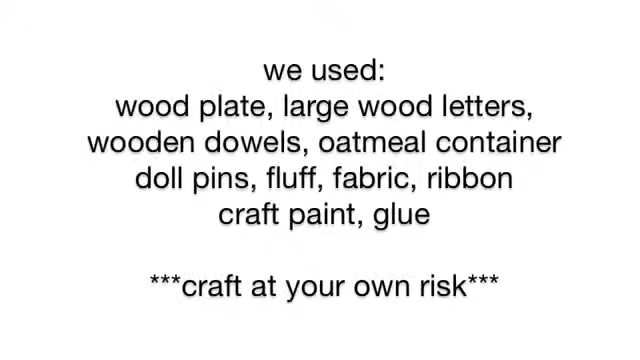 we used:
wood plate, large wood letters,
wooden dowels, oatmeal container
doll pins, fluff, fabric, ribbon
craft paint, glue
***craft at your own risk***